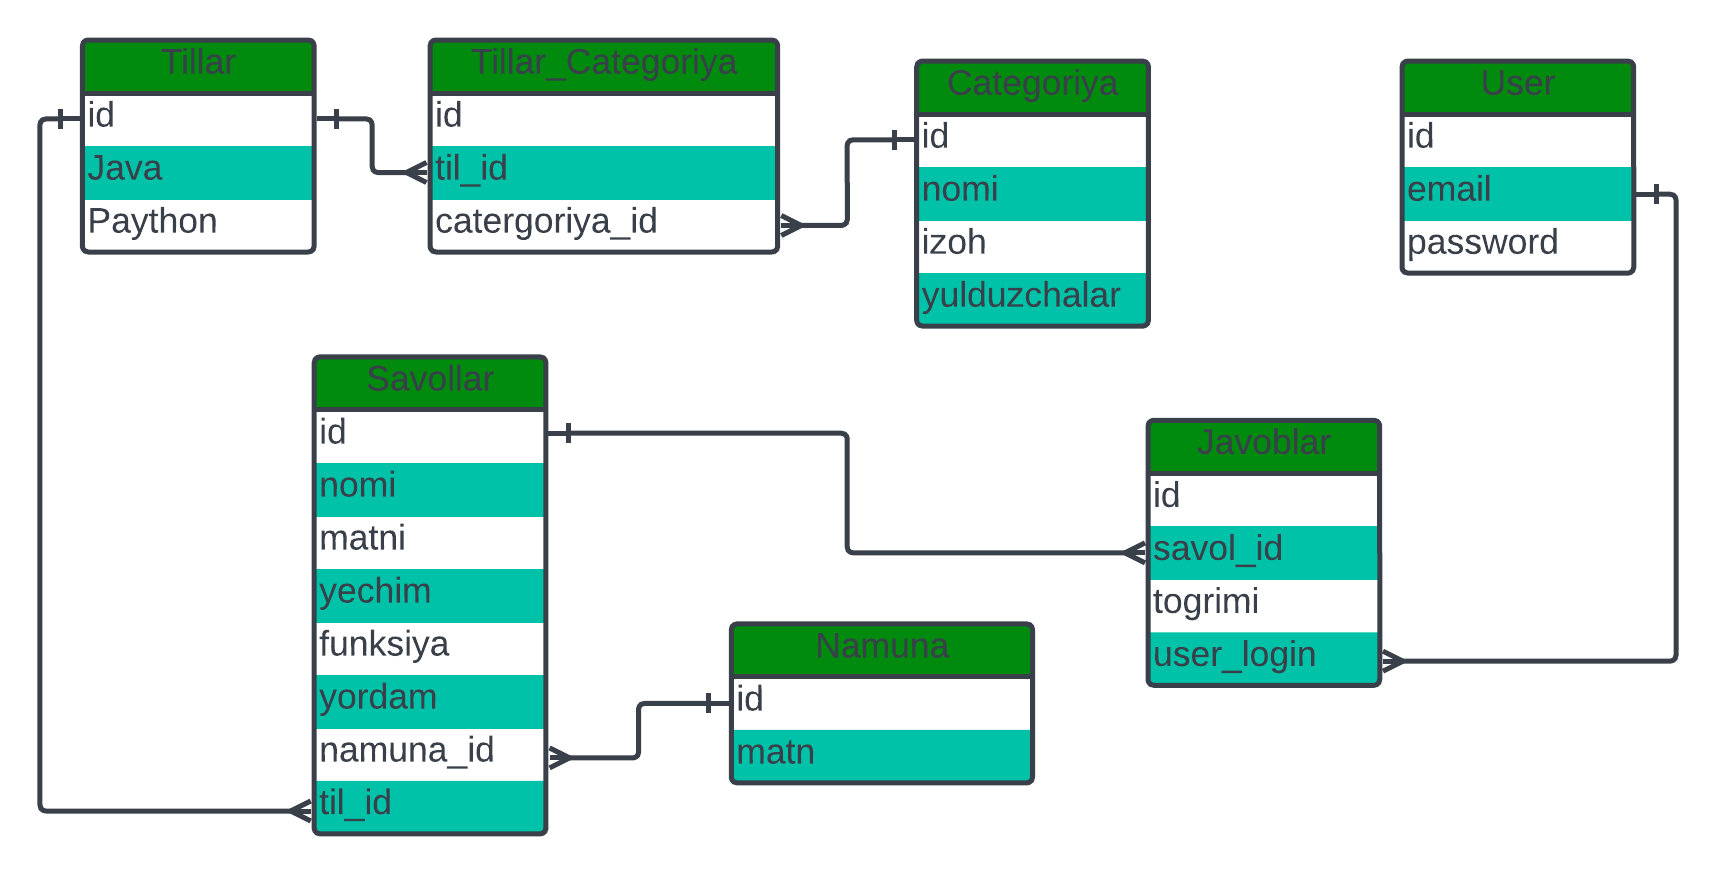 Tillar
id
Java
Paython
Tillar_Categoriya
id
til_id
catergoriya_id
Categoriya
id
nomi
izoh
yulduzchalar
User
id
email
password
Savollar
id
nomi
matni
yechim
funksiya
yordam
namuna_id
til_id
Namuna
id
matn
Javoblar
id
savol_id
togrimi
user_login